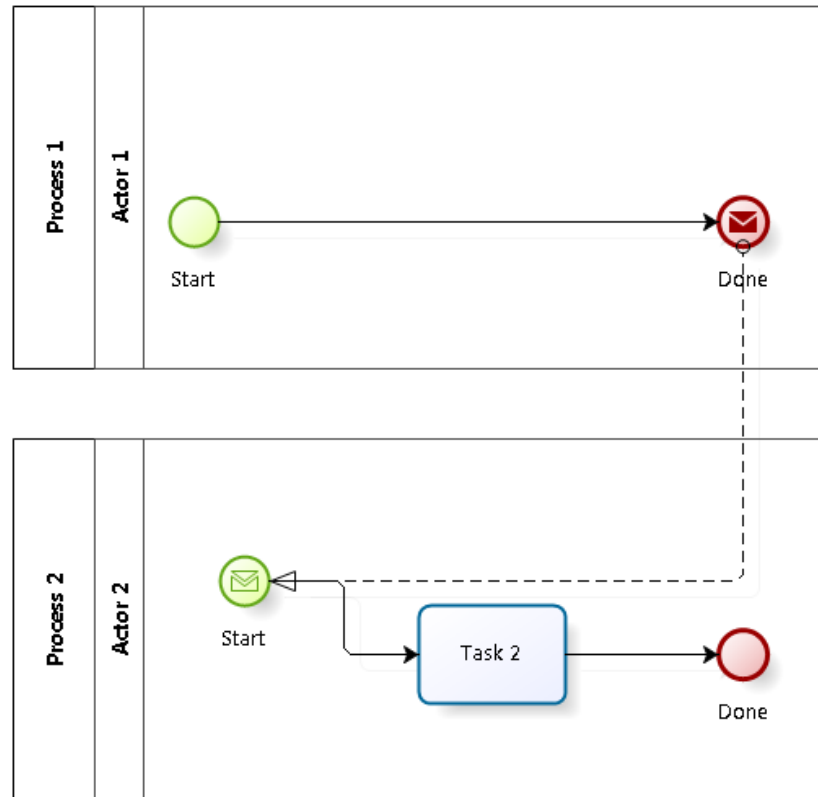 Process 1
Actor 1
Start
Done
Process 2
Actor 2
Start
Task 2
Done